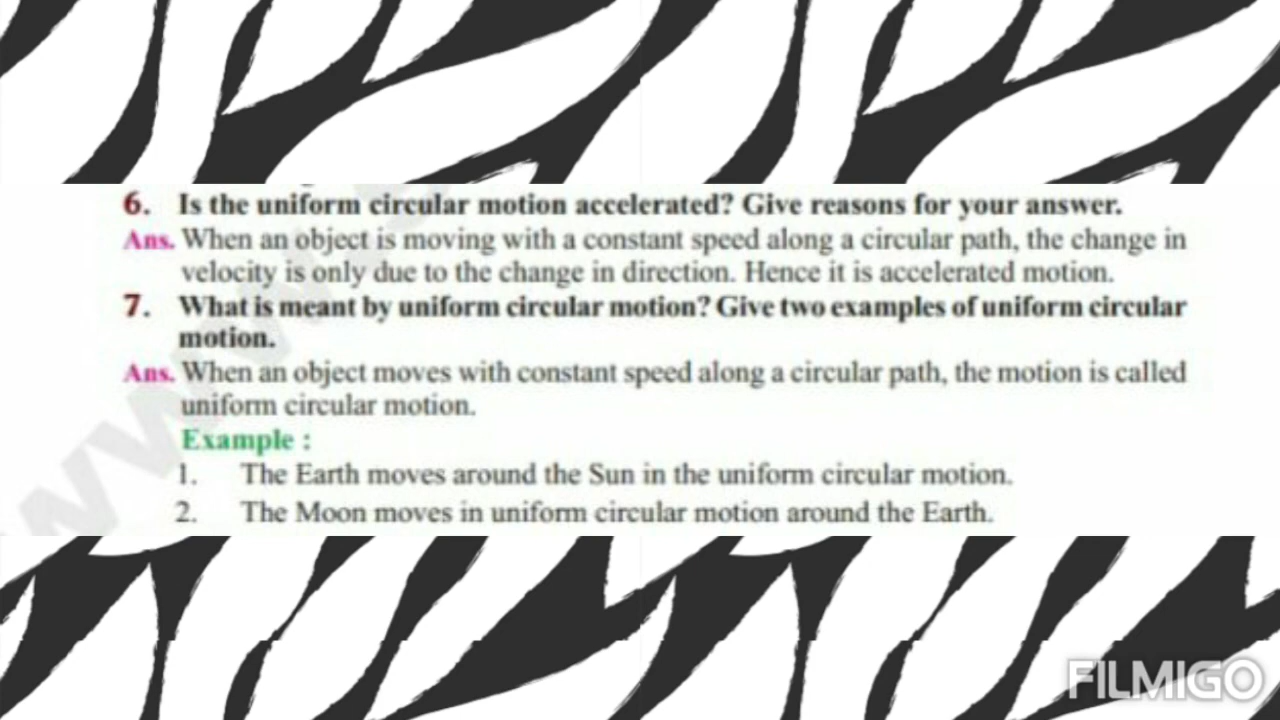 6. Is the uniform circular motion accelerated? Give reasons for your answer.
Ans. When an object is moving with a constant speed along a circular path, the change in
velocity is only due to the change in direction. Hence it is accelerated motion.
7. What is meant by uniform circular motion? Give two examples of uniform circular
motion.
Ans. When an object moves with constant speed along a circular path, the motion is called
uniform circular motion.
Example :
1. The Earth moves around the Sun in the uniform circular motion.
2. The Moon moves in uniform circular motion around the Earth.
FILMIGO